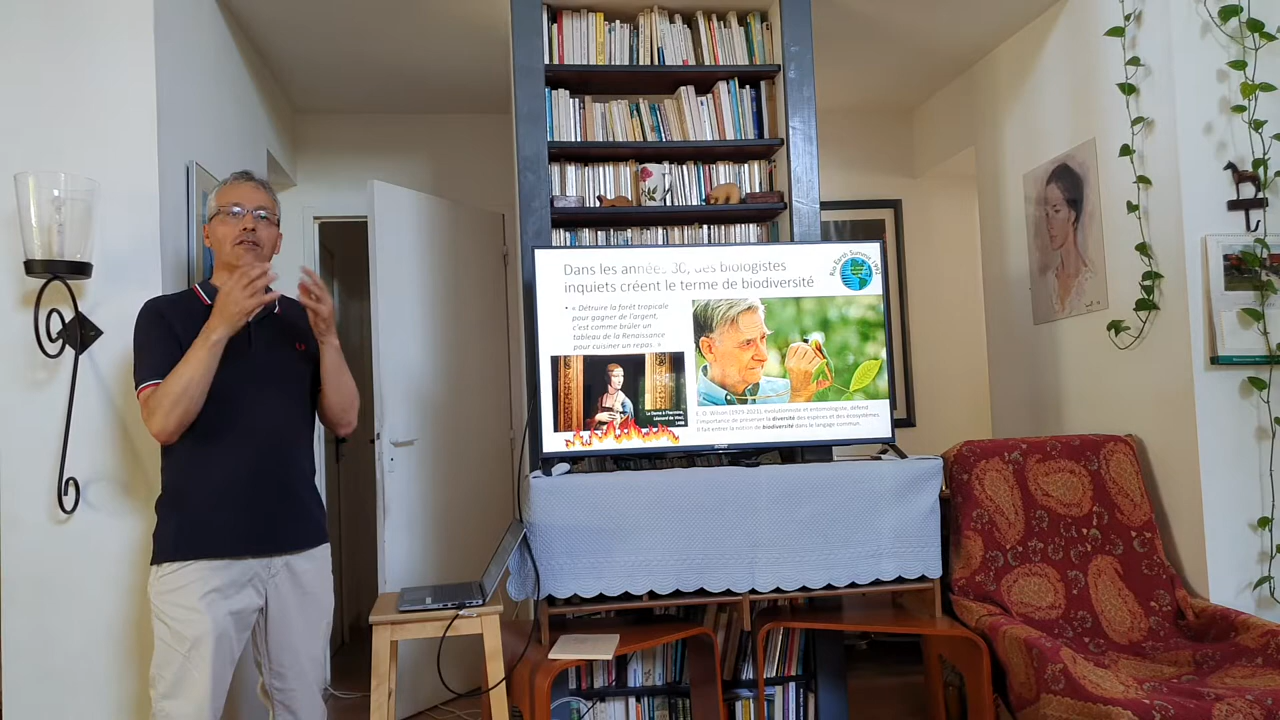 Dans les années 30, des biologistes
inquiets créent le terme de biodiversité
Rio Earth Summit 1992
• « Détruire la forêt tropicale
pour gagner de l'argent,
c'est comme brûler un
tableau de la Renaissance
pour cuisiner un repas. »
La Dame à l'hermine,
Léonard de Vinci,
1488
E. O. Wilson (1929-2021), évolutionniste et entomologiste, défend
l'importance de préserver la diversité des espèces et des écosystèmes.
Il fait entrer la notion de biodiversité dans le langage commun.
SONY